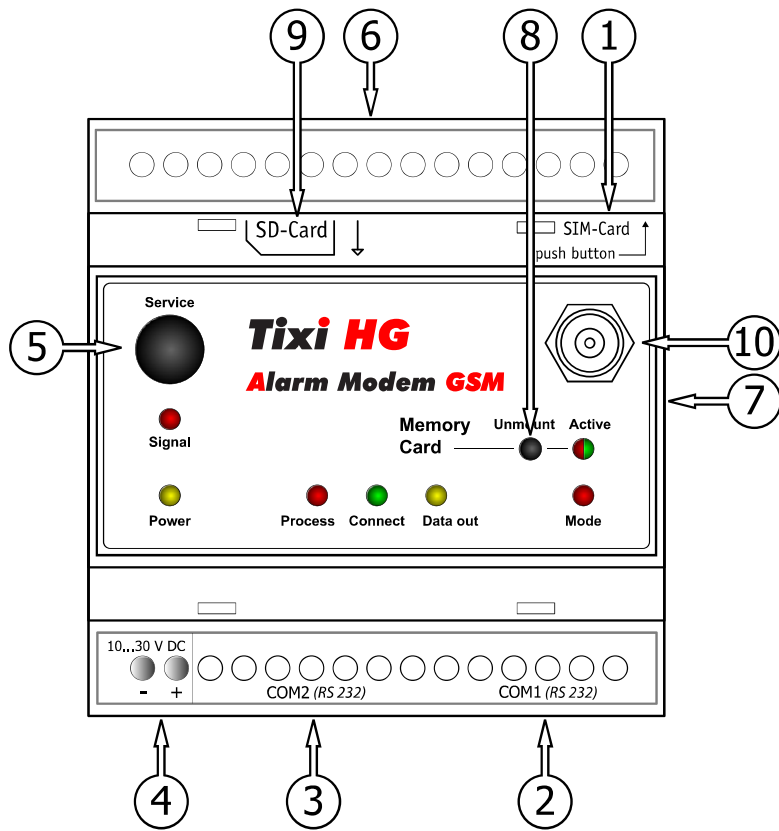 9
6
8
1
SD-Card
SIM-Card
push button
Service
Tixi HG
Alarm Modem GSM
5
10
7
Memory
Card
Unmount
Active
Signal
Power
Process
Connect
Data out
Mode
10...30 V DC
-
+
COM2 (RS 232)
COM1 (RS 232)
4
3
2